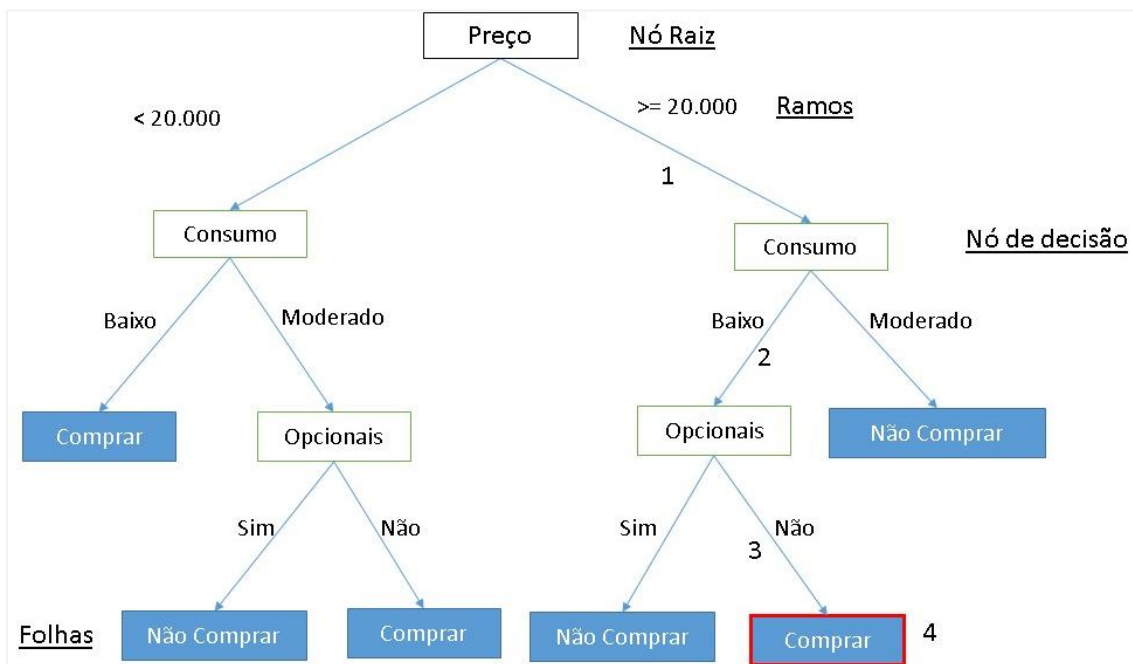 Preço
Nó Raiz
< 20.000
>= 20.000
Ramos
1
Consumo
Consumo
Nó de decisão
Baixo
Moderado
Baixo
Moderado
2
Comprar
Opcionais
Opcionais
Não Comprar
Sim
Não
Sim
Não
3
Folhas
Não Comprar
Comprar
Não Comprar
Comprar
4